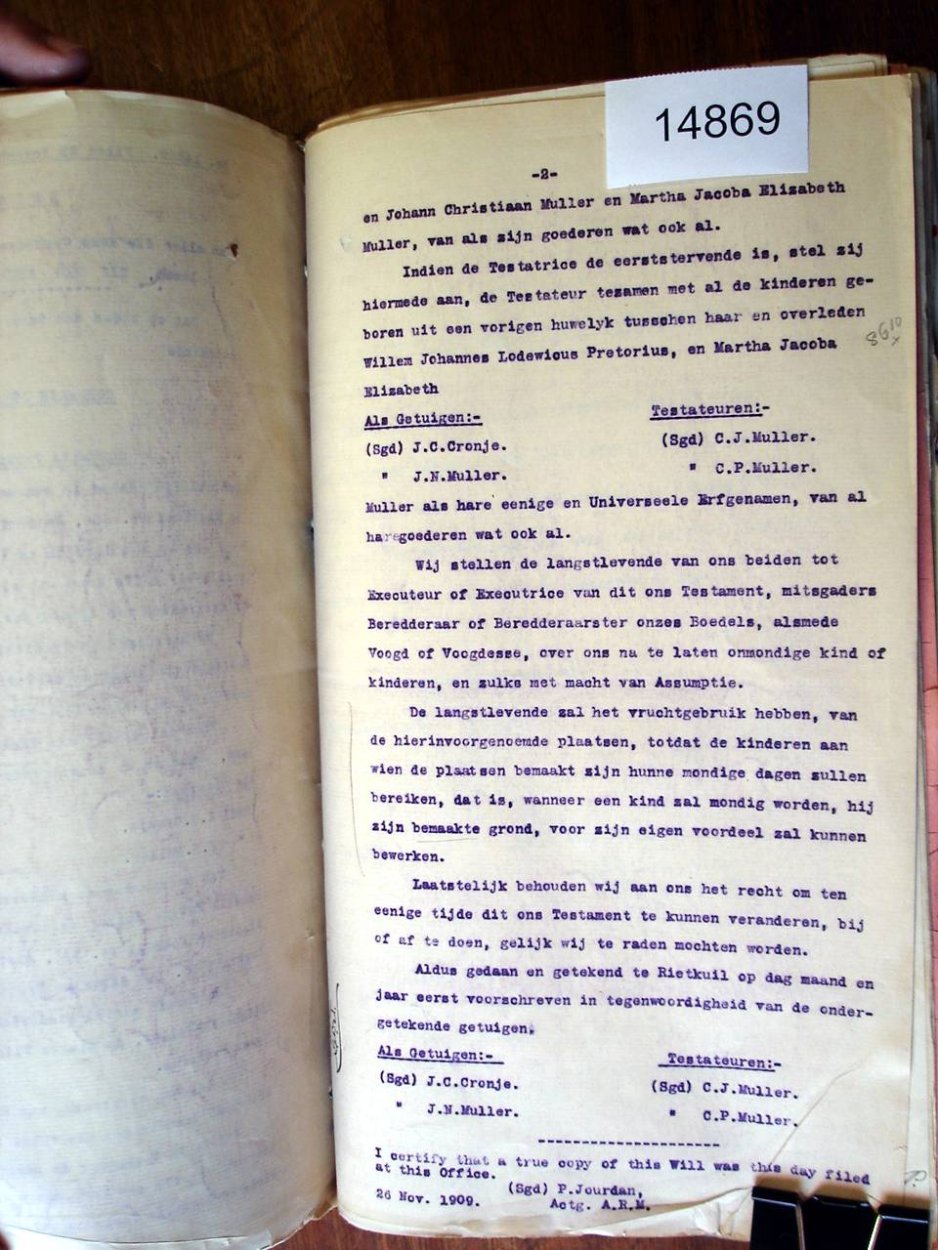 14869
-2-
en Johann Christiaan Muller en Martha Jacoba Elizabeth
Muller, van als zijn goederen wat ook al.
Indien de Testatrice de eerststervende is, stel zij
hiermede aan, de Testateur tezamen met al de kinderen ge-
boren uit een vorigen huwelyk tusschen haar en overleden
Willem Johannes Lodewicus Pretorius, en Martha Jacoba
Elizabeth
Als Getuigen:- Testateuren:-
(Sgd) J.C.Cronje. (Sgd) C.J.Muller.
" J.N.Muller. " C.P.Muller.
Muller als hare eenige en Universeele Erfgenamen, van al
haregoederen wat ook al.
Wij stellen de langstlevende van ons beiden tot
Executeur of Executrice van dit ons Testament, mitsgaders
Beredderaar of Beredderaarster onzes Boedels, alsmede
Voogd of Voogdesse, over ons na te laten onmondige kind of
kinderen, en zulks met macht van Assumptie.
De langstlevende zal het vruchtgebruik hebben, van
de hierinvoorgenoemde plaatsen, totdat de kinderen aan
wien de plaatsen bemaakt zijn hunne mondige dagen zullen
bereiken, dat is, wanneer een kind zal mondig worden, hij
zijn bemaakte grond, voor zijn eigen voordeel zal kunnen
bewerken.
Laatstelijk behouden wij aan ons het recht om ten
eenige tijde dit ons Testament te kunnen veranderen, bij
of af te doen, gelijk wij te raden mochten worden.
Aldus gedaan en getekend te Rietkuil op dag maand en
jaar eerst voorschreven in tegenwoordigheid van de onder-
getekende getuigen.
Als Getuigen:- Testateuren:-
(Sgd) J.C.Cronje. (Sgd) C.J.Muller.
" J.N.Muller. " C.P.Muller.
--------------------
I certify that a true copy of this Will was this day filed
at this Office.
(Sgd) P.Jourdan,
26 Nov. 1909. Actg. A.R.M.